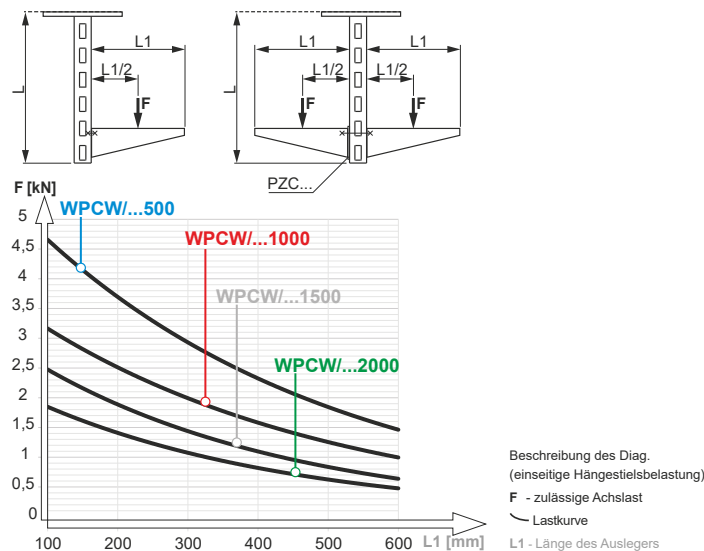 L1
L1/2
F
L
L1
L1
L1/2
L1/2
F
F
L
PZC...
F [kN]
WPCW/...500
WPCW/...1000
WPCW/...1500
WPCW/...2000
5
4,5
4
3,5
3
2,5
2
1,5
1
0,5
0
100
200
300
400
500
600
L1 [mm]
Beschreibung des Diag.
(einseitige Hängestielsbelastung)
F - zulässige Achslast
Lastkurve
L1 - Länge des Auslegers